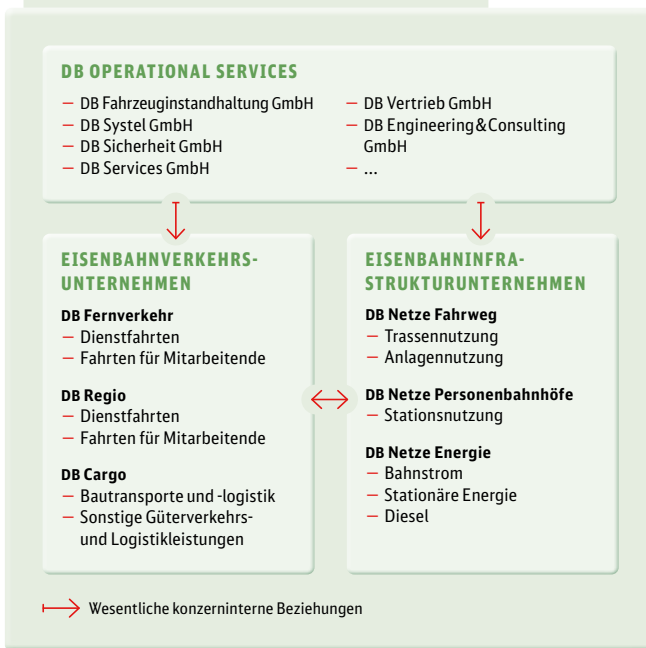 DB OPERATIONAL SERVICES
— DB Fahrzeuginstandhaltung GmbH
— DB Systel GmbH
— DB Sicherheit GmbH
— DB Services GmbH
— DB Vertrieb GmbH
— DB Engineering&Consulting
GmbH
— ...
EISENBAHNVERKEHRS-
UNTERNEHMEN
DB Fernverkehr
— Dienstfahrten
— Fahrten für Mitarbeitende
DB Regio
— Dienstfahrten
— Fahrten für Mitarbeitende
DB Cargo
— Bautransporte und -logistik
— Sonstige Güterverkehrs-
und Logistikleistungen
EISENBAHNINFRA-
STRUKTURUNTERNEHMEN
DB Netze Fahrweg
— Trassennutzung
— Anlagennutzung
DB Netze Personenbahnhöfe
— Stationsnutzung
DB Netze Energie
— Bahnstrom
— Stationäre Energie
— Diesel
Wesentliche konzerninterne Beziehungen